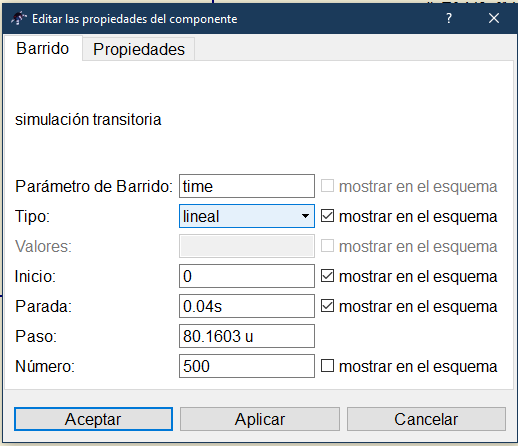 Editar las propiedades del componente
Barrido Propiedades
simulación transitoria
Parámetro de Barrido: time mostrar en el esquema
Tipo: lineal mostrar en el esquema
Valores: mostrar en el esquema
Inicio: 0 mostrar en el esquema
Parada: 0.04s mostrar en el esquema
Paso: 80.1603 u
Número: 500 mostrar en el esquema
Aceptar Aplicar Cancelar